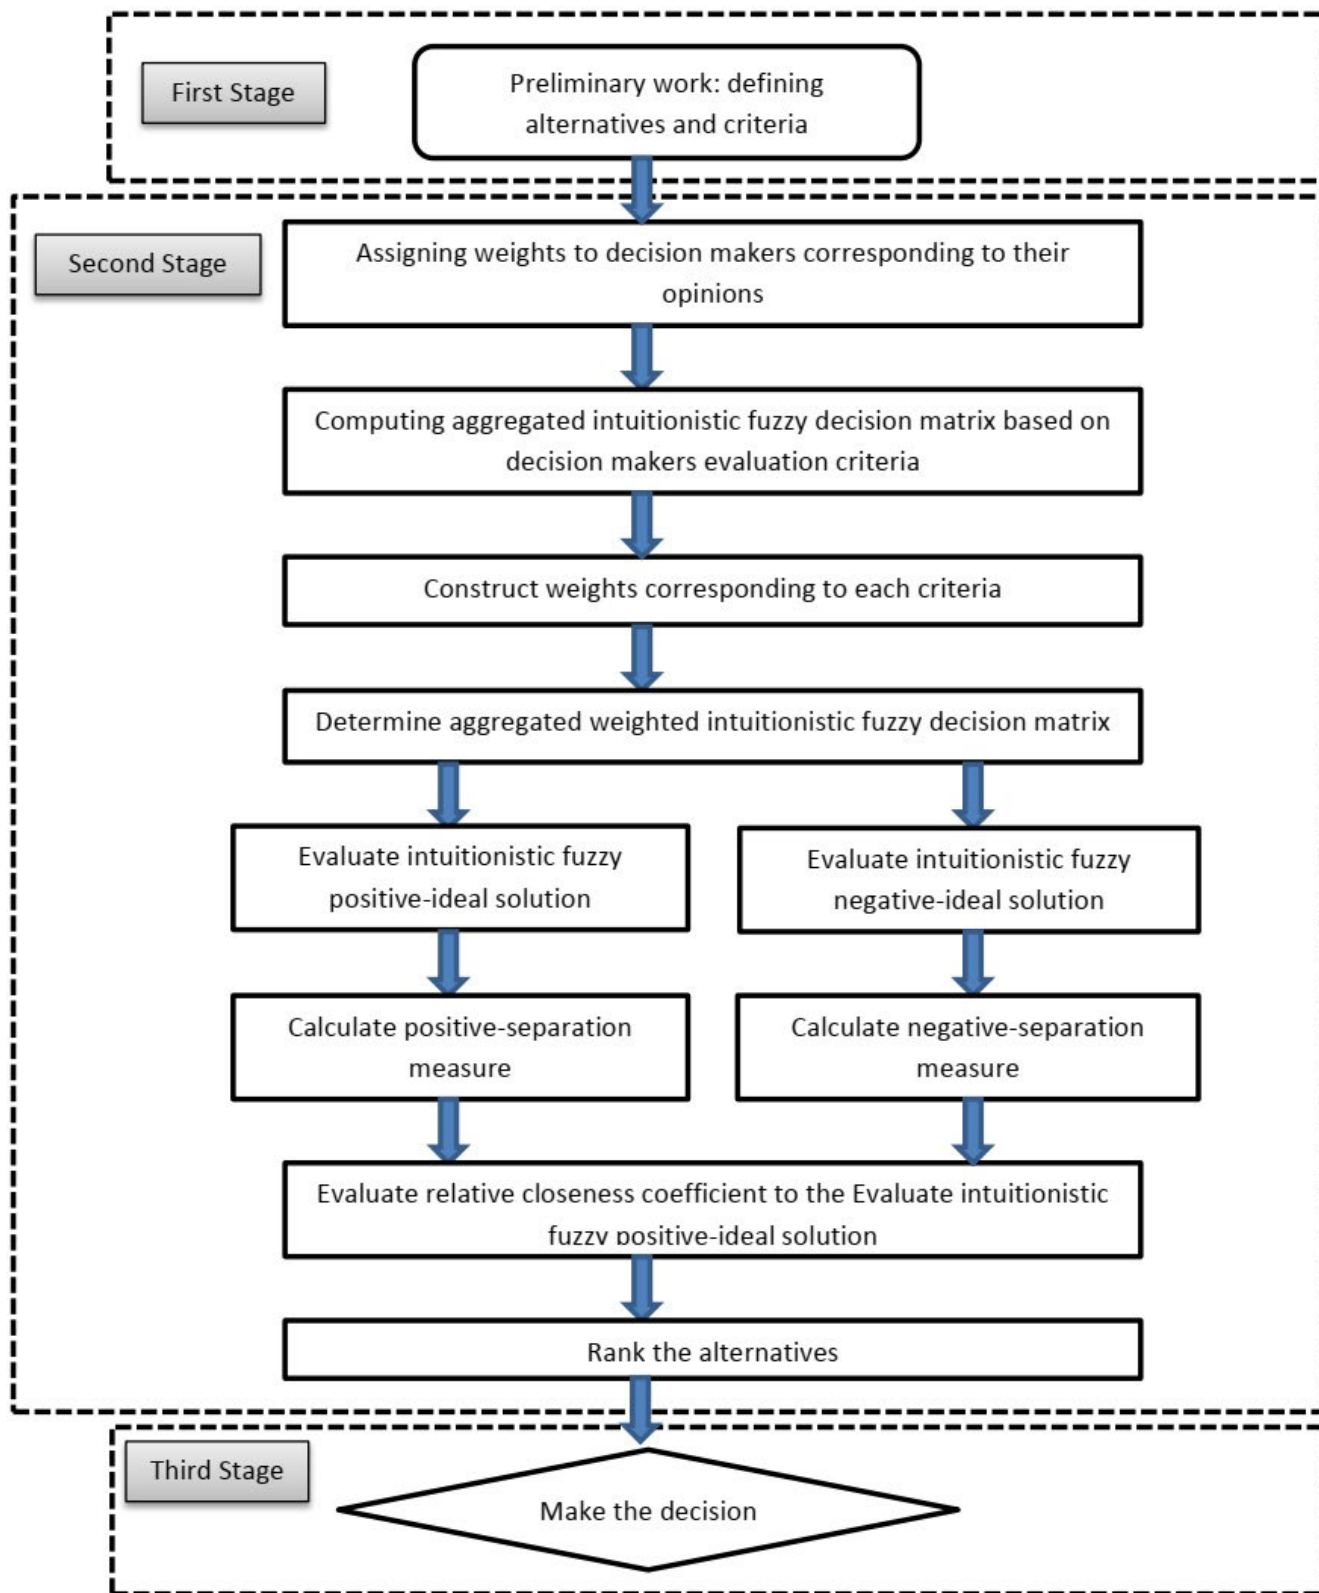 First Stage
Preliminary work: defining
alternatives and criteria
Second Stage
Assigning weights to decision makers corresponding to their
opinions
Computing aggregated intuitionistic fuzzy decision matrix based on
decision makers evaluation criteria
Construct weights corresponding to each criteria
Determine aggregated weighted intuitionistic fuzzy decision matrix
Evaluate intuitionistic fuzzy
positive-ideal solution
Evaluate intuitionistic fuzzy
negative-ideal solution
Calculate positive-separation
measure
Calculate negative-separation
measure
Evaluate relative closeness coefficient to the Evaluate intuitionistic
fuzzy positive-ideal solution
Rank the alternatives
Third Stage
Make the decision